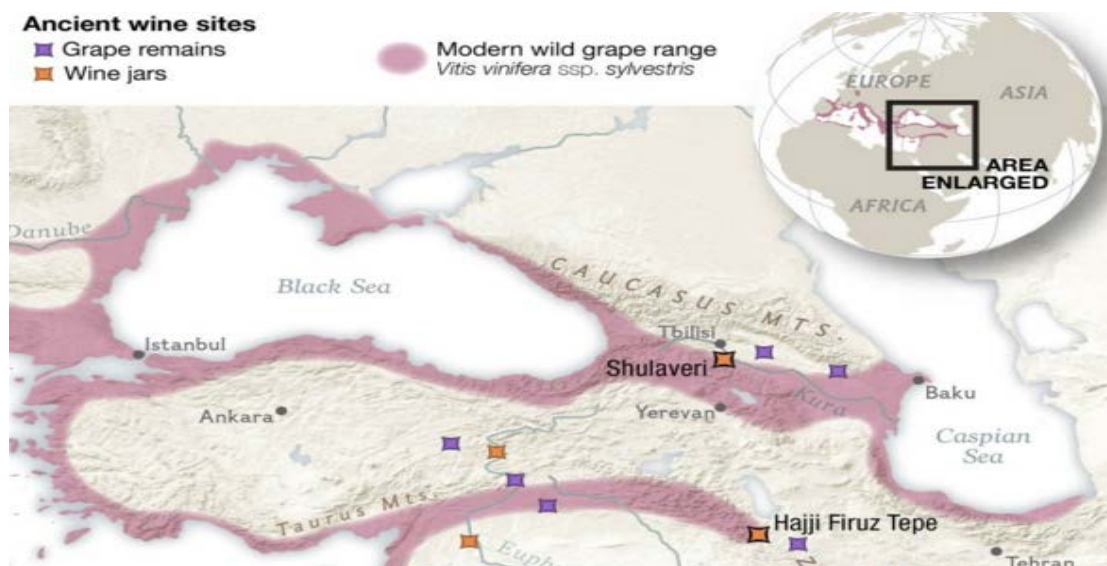 Ancient wine sites
Grape remains
Wine jars
Modern wild grape range
Vitis vinifera ssp. sylvestris
EUROPE
ASIA
AFRICA
AREA
ENLARGED
Danube
Black Sea
CAUCASUS MTS.
Tbilisi
Istanbul
Shulaveri
Baku
Ankara
Yerevan
Kura
Caspian
Sea
Taurus Mts.
Hajji Firuz Tepe
Euph
Z
Tehran